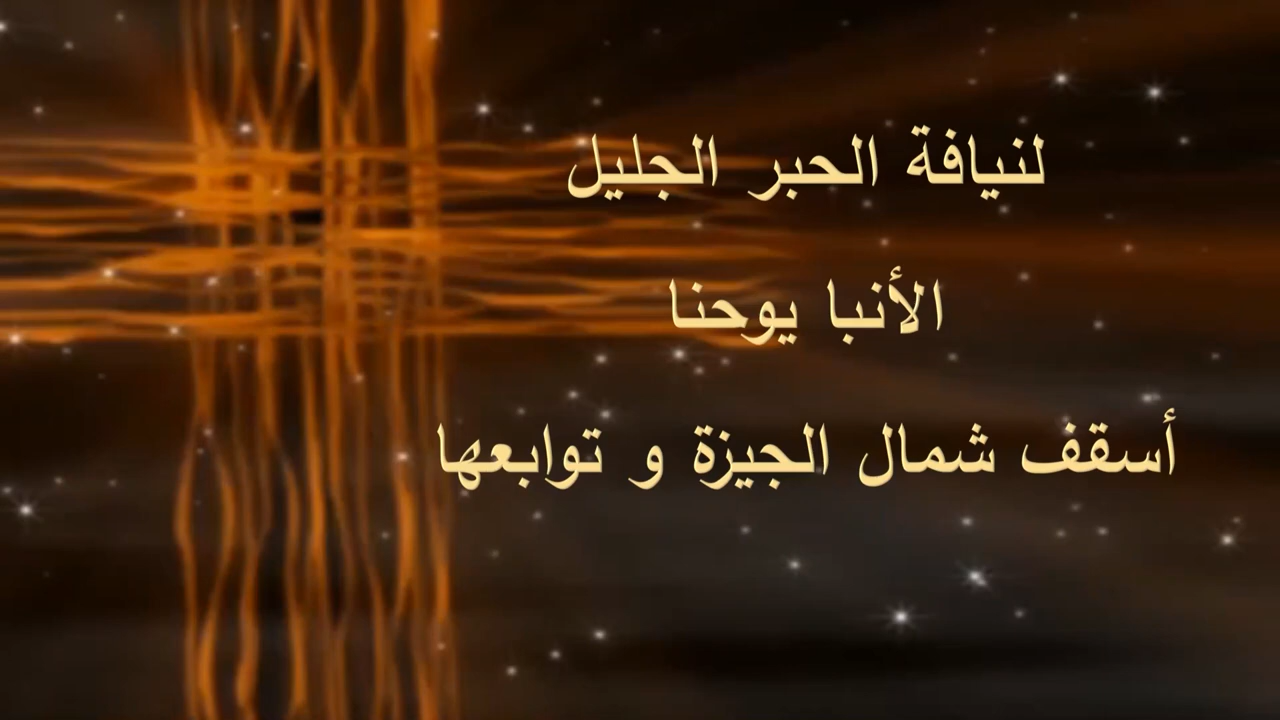 لنيافة الحبر الجليل
الأنبا يوحنا
أسقف شمال الجيزة و توابعها